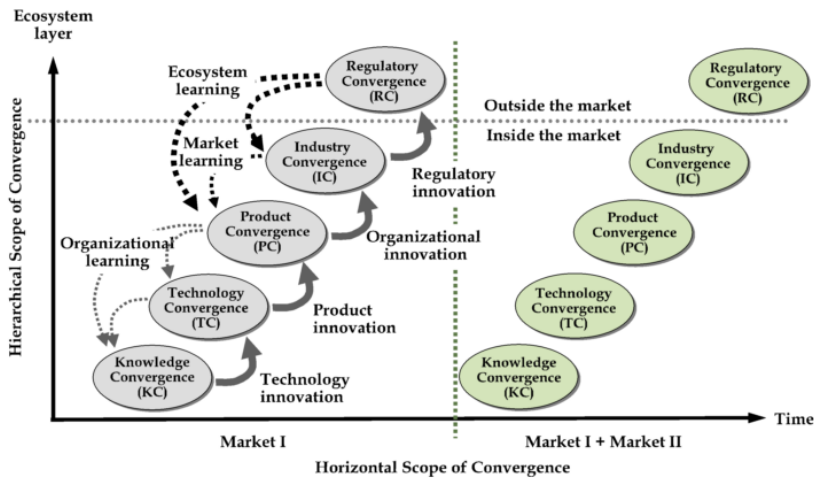 Ecosystem
layer
Hierarchical Scope of Convergence
Regulatory
Convergence
(RC)
Ecosystem
learning
Regulatory
Convergence
(RC)
Outside the market
Inside the market
Market
learning
Industry
Convergence
(IC)
Industry
Convergence
(IC)
Regulatory
innovation
Product
Convergence
(PC)
Product
Convergence
(PC)
Organizational
learning
Organizational
innovation
Technology
Convergence
(TC)
Technology
Convergence
(TC)
Product
innovation
Knowledge
Convergence
(KC)
Knowledge
Convergence
(KC)
Technology
innovation
Time
Market I
Market I + Market II
Horizontal Scope of Convergence